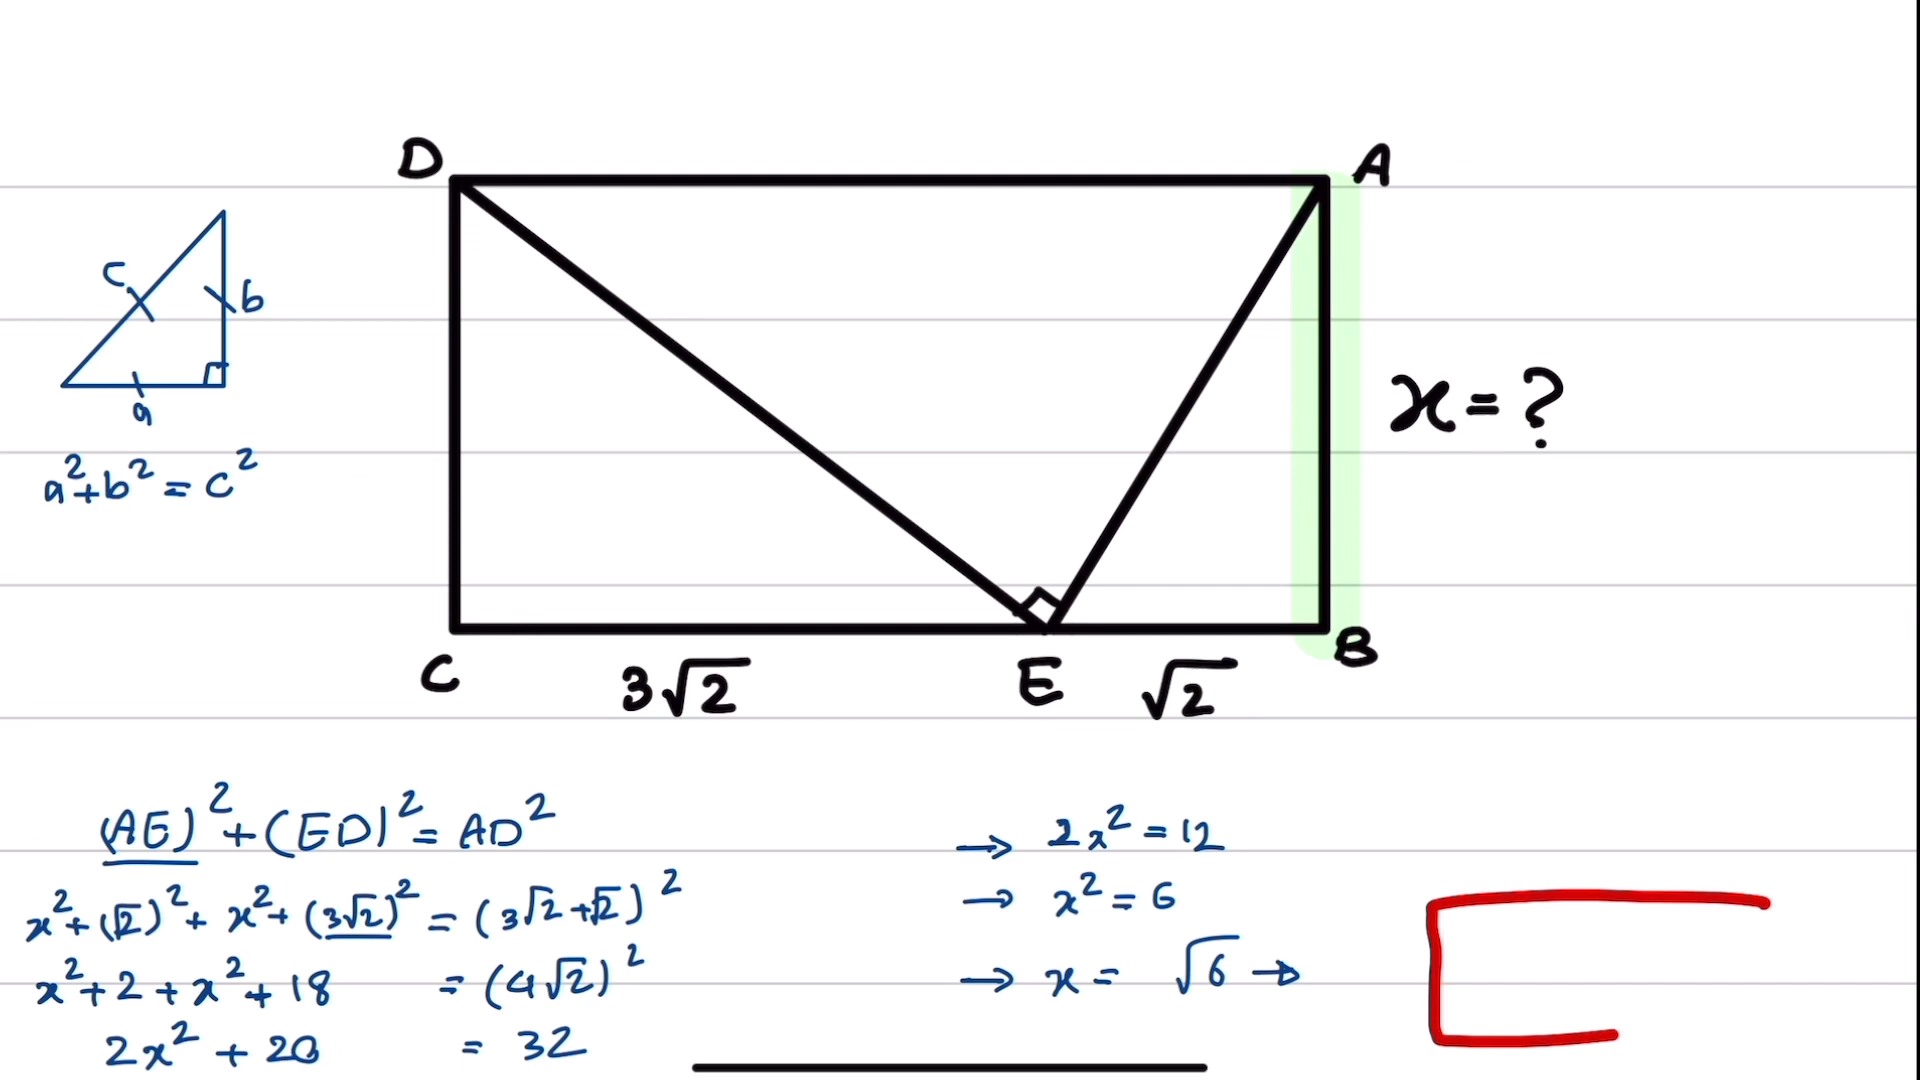 D
A
c
b
a
a²+b² = c²
x = ?
C
3√2
E
√2
B
(AE)² + (ED)² = AD²
x² + (√2)² + x² + (3√2)² = (3√2 + √2)²
x² + 2 + x² + 18 = (4√2)²
2x² + 20 = 32
→ 2x² = 12
→ x² = 6
→ x = √6 →